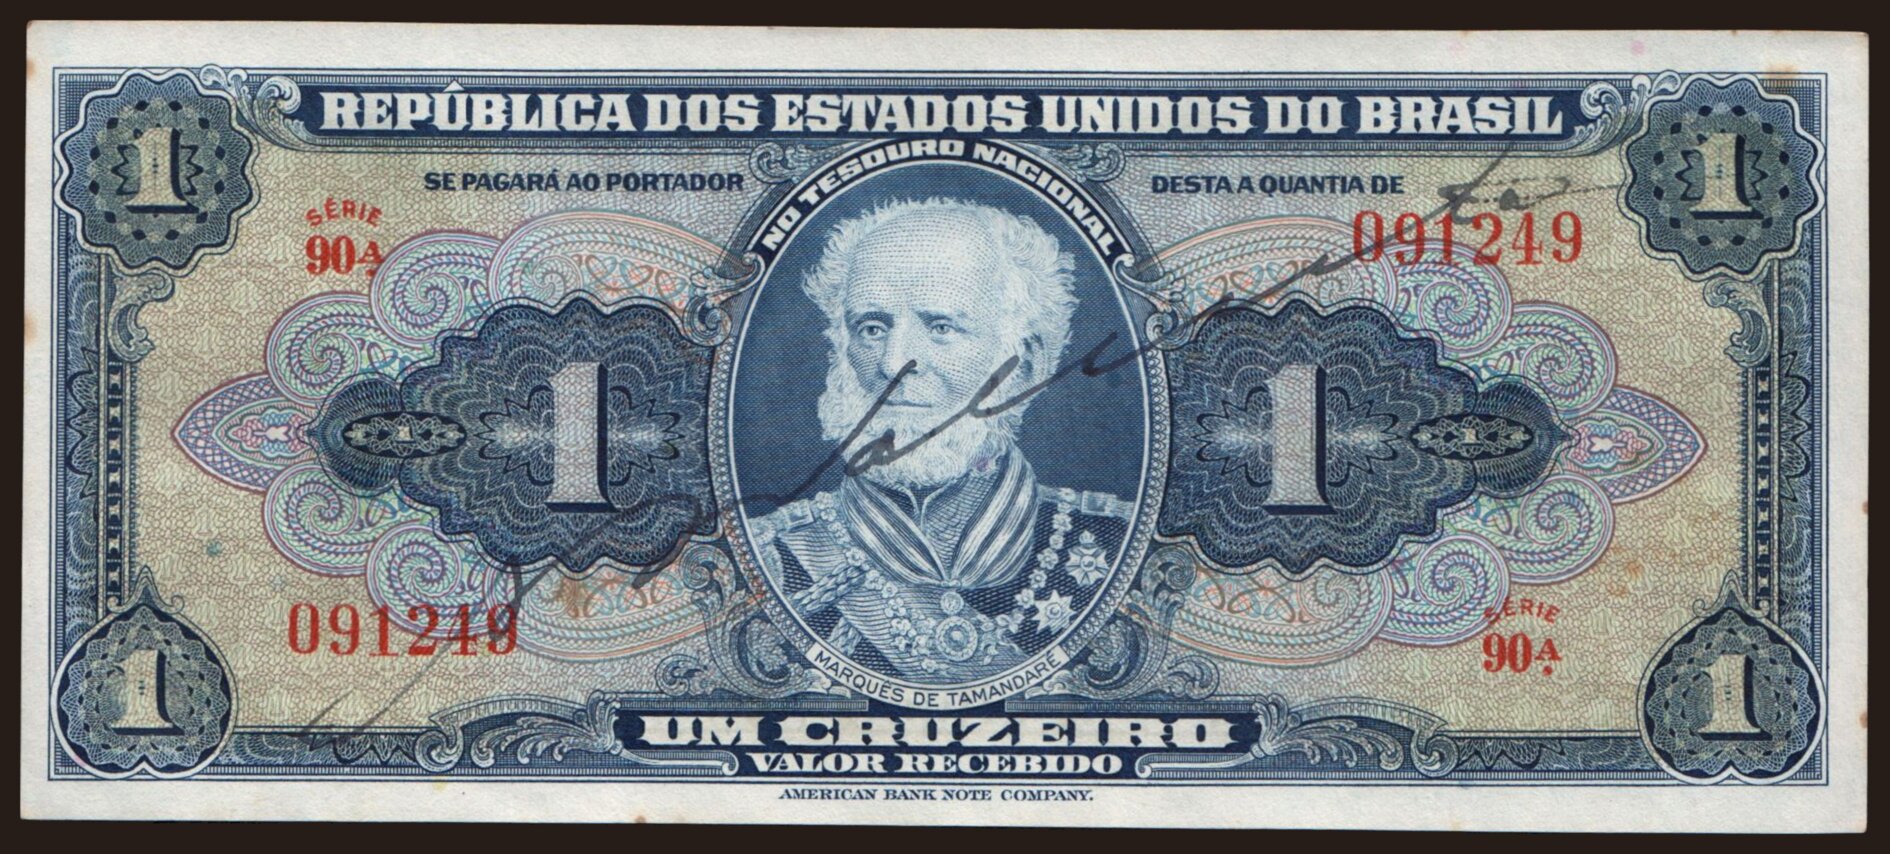 1
REPÚBLICA DOS ESTADOS UNIDOS DO BRASIL
1
SE PAGARÁ AO PORTADOR
NO TESOURO NACIONAL
DESTA A QUANTIA DE
SÉRIE
90A
091249
1
1
1
1
091249
SÉRIE
90A
MARQUÊS DE TAMANDARÉ
1
UM CRUZEIRO
1
VALOR RECEBIDO
AMERICAN BANK NOTE COMPANY.